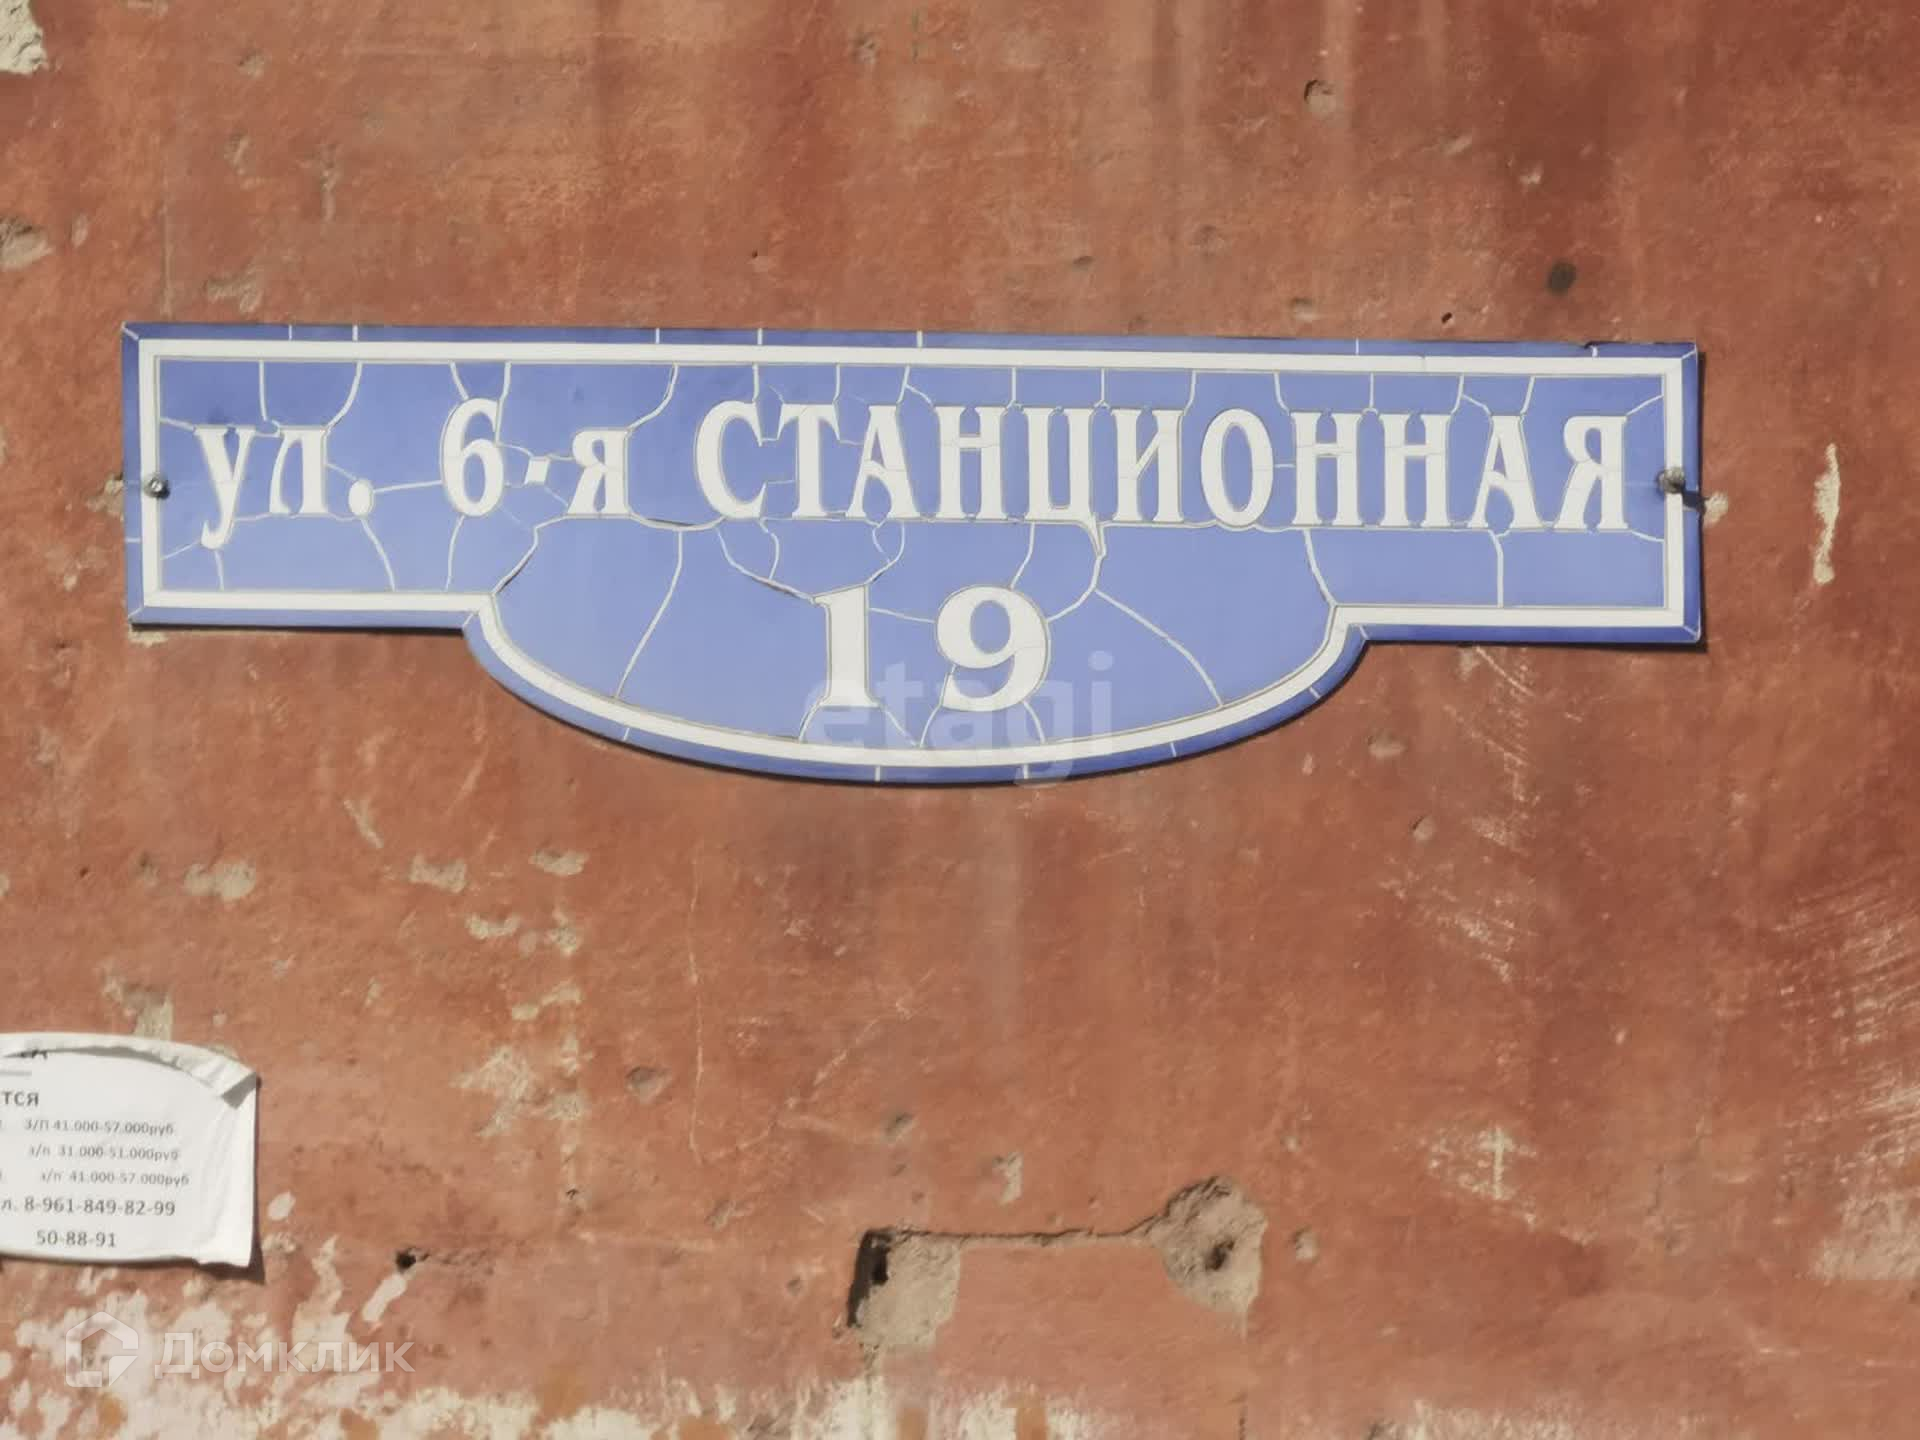 ул. 6-я СТАНЦИОННАЯ
19
etagi
тся
З/П 41.000-57.000руб
з/п 31.000-51.000руб
з/п 41.000-57.000руб
л. 8-961-849-82-99
50-88-91
Домклик